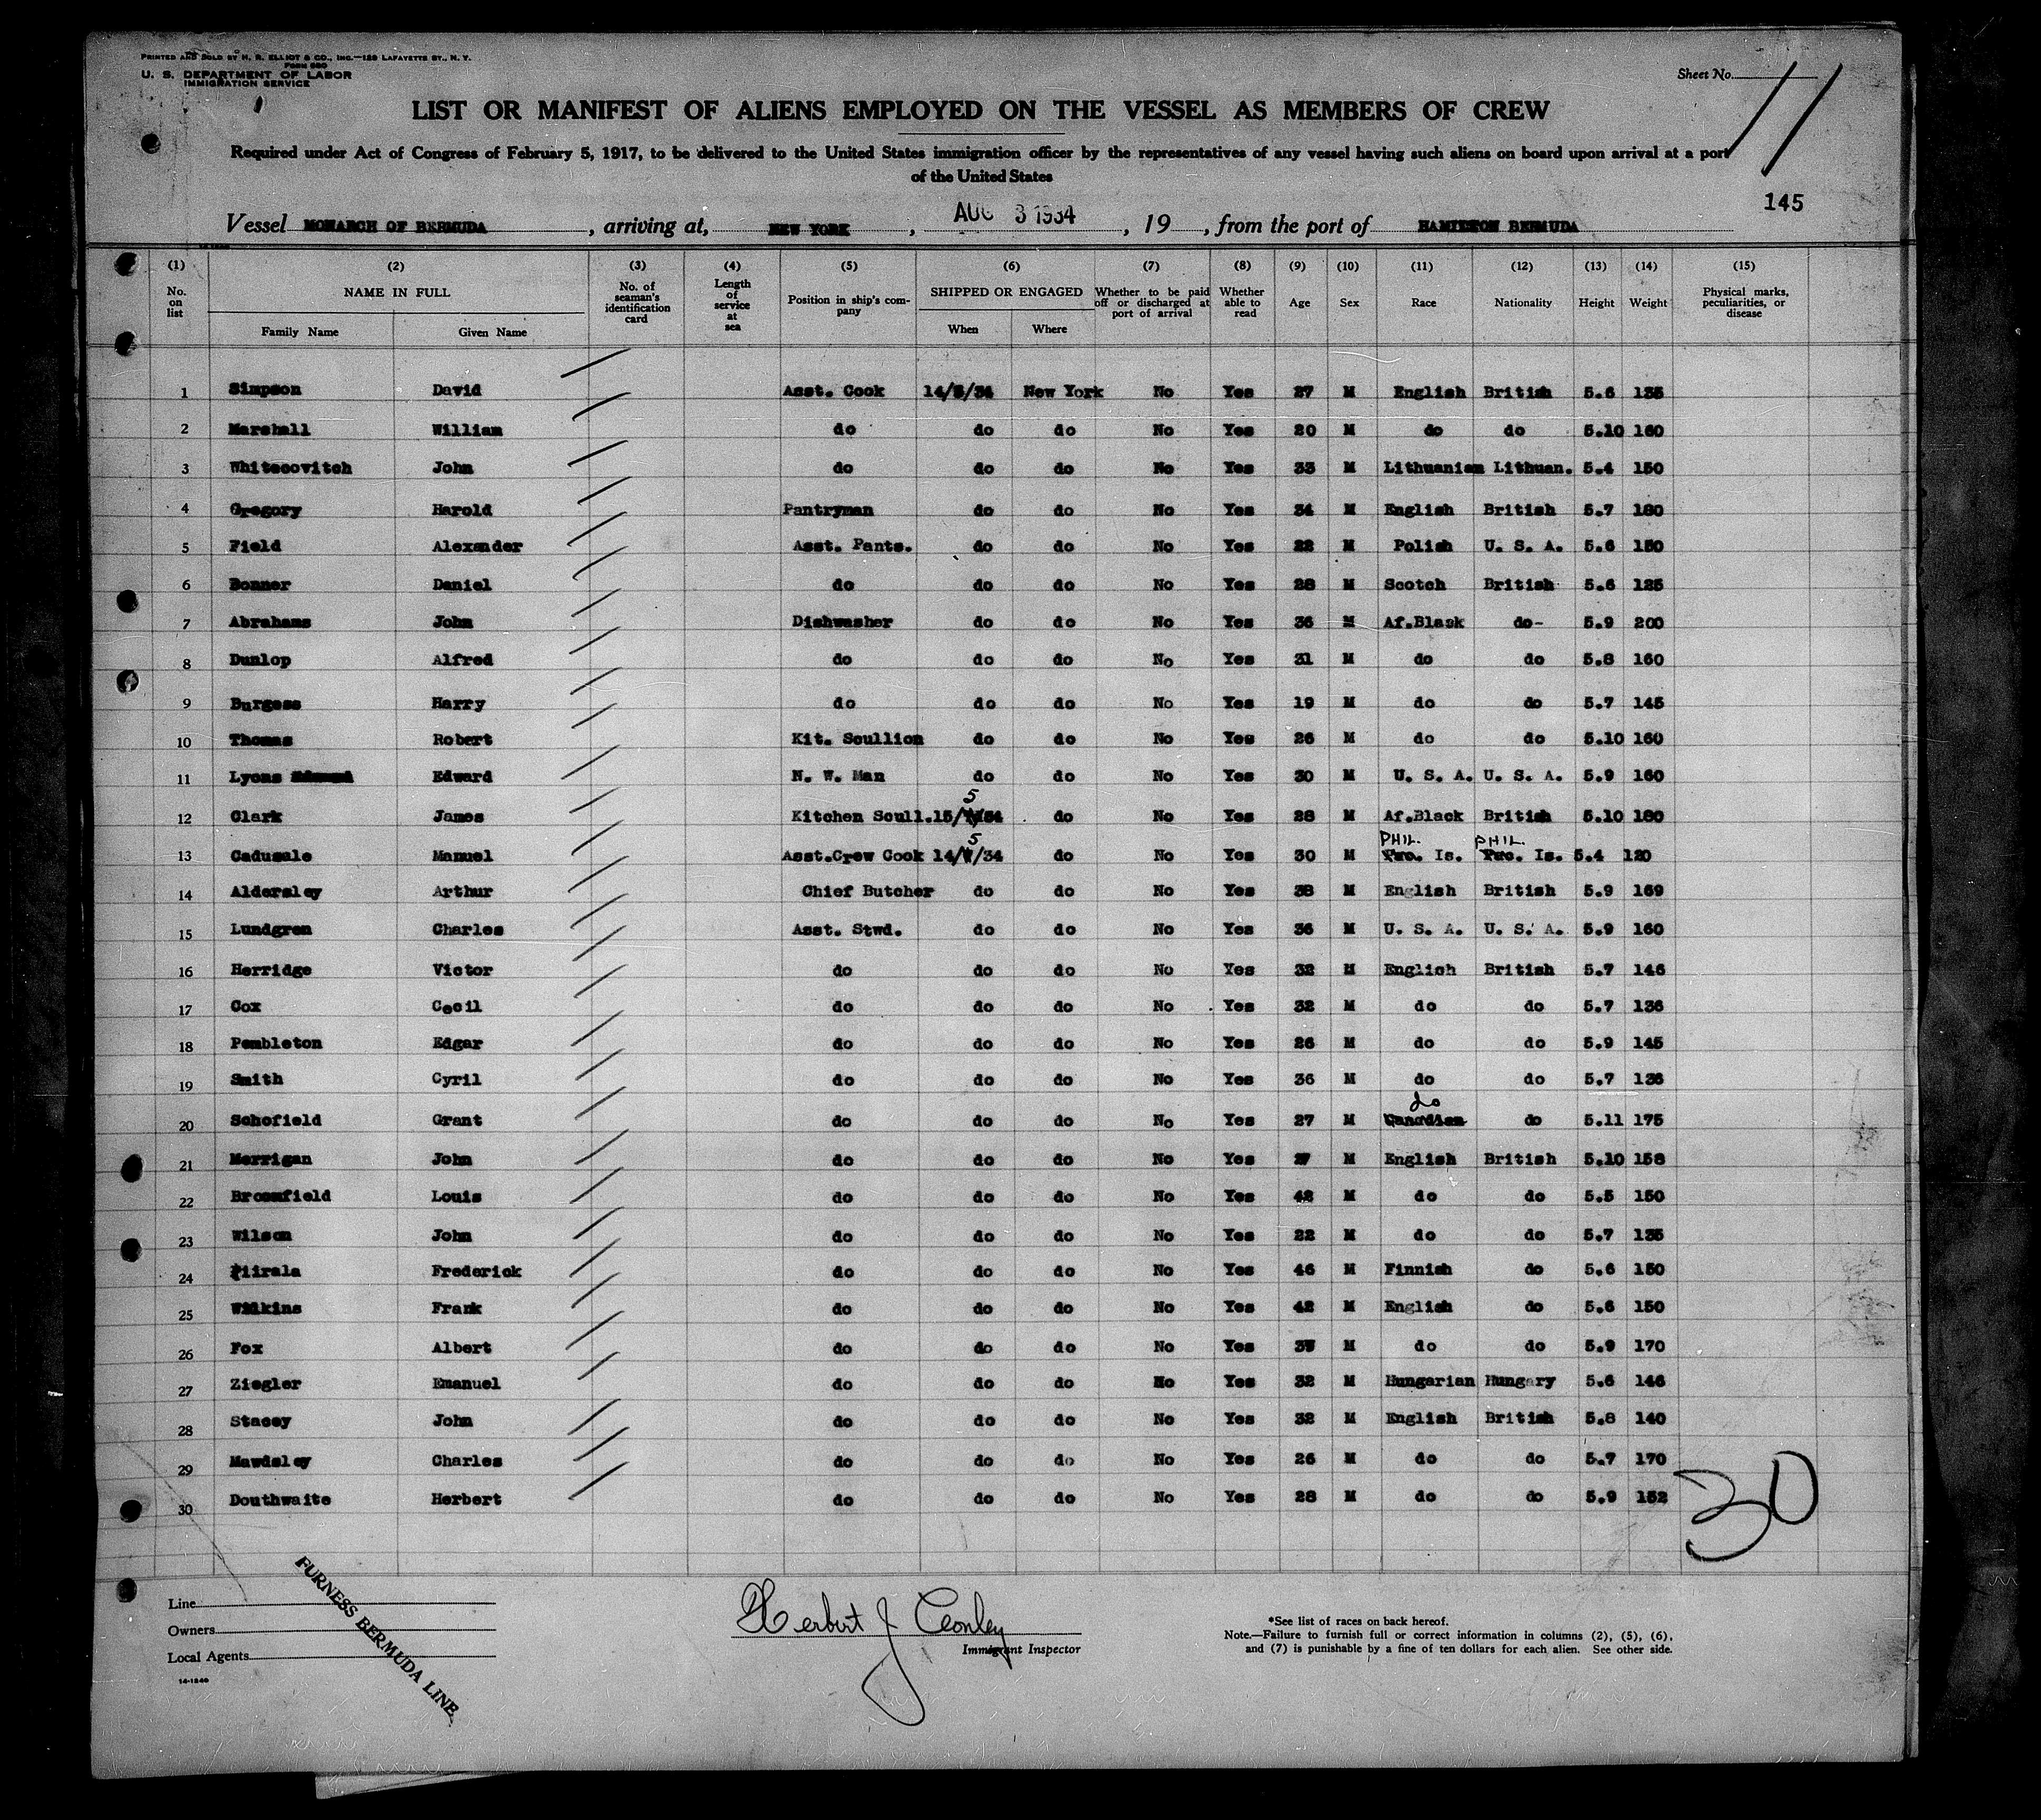 PRINTED AND SOLD BY H. R. ELLIOT & CO., INC.—129 LAFAYETTE ST., N. Y.
FORM 680
U. S. DEPARTMENT OF LABOR
IMMIGRATION SERVICE
Sheet No.
11
LIST OR MANIFEST OF ALIENS EMPLOYED ON THE VESSEL AS MEMBERS OF CREW
Required under Act of Congress of February 5, 1917, to be delivered to the United States immigration officer by the representatives of any vessel having such aliens on board upon arrival at a port
of the United States
145
Vessel MONARCH OF BERMUDA, arriving at, NEW YORK, AUG 3 1934, 19, from the port of HAMILTON BERMUDA
(1) No. on list (2) NAME IN FULL Family Name Given Name (3) No. of seaman's identification card (4) Length of service at sea (5) Position in ship's company (6) SHIPPED OR ENGAGED When Where (7) Whether to be paid off or discharged at port of arrival (8) Whether able to read (9) Age (10) Sex (11) Race (12) Nationality (13) Height (14) Weight (15) Physical marks, peculiarities, or disease
1 Simpson David Asst. Cook 14/5/34 New York No Yes 27 M English British 5.6 135
2 Marshall William do do do No Yes 20 M do do 5.10 160
3 Whitecovitch John do do do No Yes 33 M Lithuanian Lithuan. 5.4 150
4 Gregory Harold Pantryman do do No Yes 34 M English British 5.7 180
5 Field Alexander Asst. Pants. do do No Yes 22 M Polish U. S. A. 5.6 150
6 Bonner Daniel do do do No Yes 28 M Scotch British 5.6 125
7 Abrahams John Dishwasher do do No Yes 36 M Af.Black do- 5.9 200
8 Dunlop Alfred do do do No Yes 31 M do do 5.8 160
9 Burgess Harry do do do No Yes 19 M do do 5.7 145
10 Thomas Robert Kit. Scullion do do No Yes 26 M do do 5.10 160
11 Lyons Edward N. W. Man do do No Yes 30 M U. S. A. U. S. A. 5.9 160
12 Clark James Kitchen Scull. 15/5/34 do No Yes 28 M Af.Black British 5.10 180
13 Cadusale Manuel Asst.Crew Cook 14/5/34 do No Yes 30 M PHIL. Is. PHIL. Is. 5.4 120
14 Aldersley Arthur Chief Butcher do do No Yes 38 M English British 5.9 169
15 Lundgren Charles Asst. Stwd. do do No Yes 36 M U. S. A. U. S. A. 5.9 160
16 Herridge Victor do do do No Yes 32 M English British 5.7 146
17 Cox Cecil do do do No Yes 32 M do do 5.7 136
18 Pembleton Edgar do do do No Yes 26 M do do 5.9 145
19 Smith Cyril do do do No Yes 36 M do do 5.7 136
20 Schofield Grant do do do No Yes 27 M Canadian do do 5.11 175
21 Merrigan John do do do No Yes 27 M English British 5.10 158
22 Broomfield Louis do do do No Yes 42 M do do 5.5 150
23 Wilson John do do do No Yes 22 M do do 5.7 135
24 Piirala Frederick do do do No Yes 46 M Finnish do 5.6 150
25 Wilkins Frank do do do No Yes 42 M English do 5.6 150
26 Fox Albert do do do No Yes 37 M do do 5.9 170
27 Ziegler Emanuel do do do No Yes 32 M Hungarian Hungary 5.6 146
28 Stacey John do do do No Yes 32 M English British 5.8 140
29 Mawdsley Charles do do do No Yes 26 M do do 5.7 170
30 Douthwaite Herbert do do do No Yes 28 M do do 5.9 152
30
Line
Owners
Local Agents
FURNESS BERMUDA LINE
14-1240
Herbert J Conley
Immigrant Inspector
*See list of races on back hereof.
Note.—Failure to furnish full or correct information in columns (2), (5), (6),
and (7) is punishable by a fine of ten dollars for each alien. See other side.